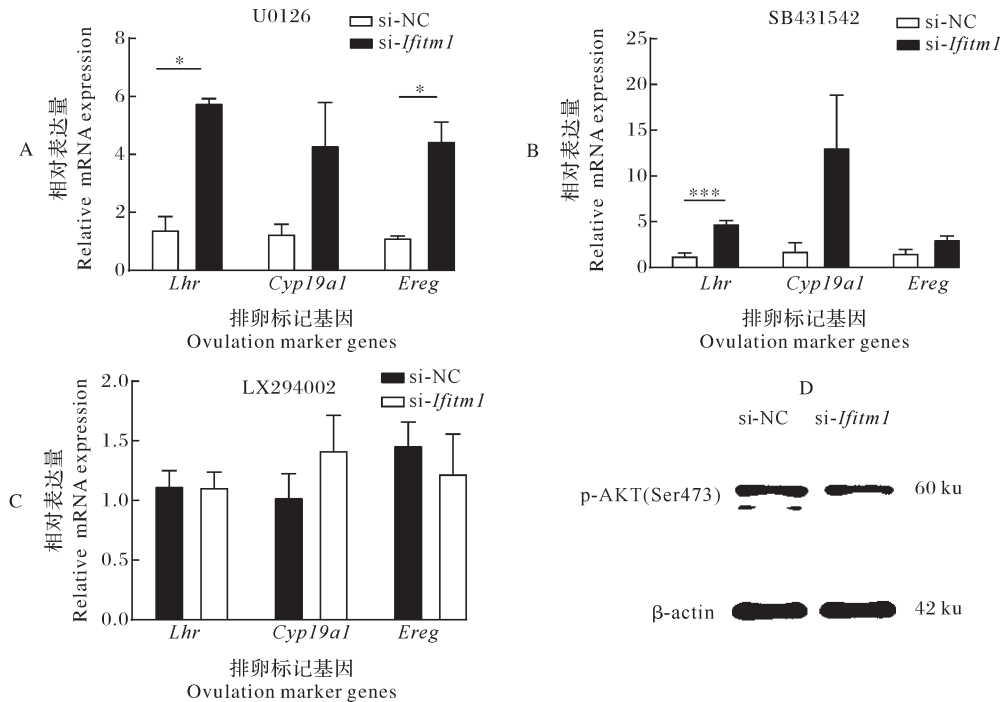 A
U0126
si-NC
si-Ifitm1
相对表达量
Relative mRNA expression
8
6
4
2
0
*
*
Lhr Cyp19a1 Ereg
排卵标记基因
Ovulation marker genes
B
SB431542
si-NC
si-Ifitm1
相对表达量
Relative mRNA expression
25
20
15
10
5
0
***
Lhr Cyp19a1 Ereg
排卵标记基因
Ovulation marker genes
C
LX294002
si-NC
si-Ifitm1
相对表达量
Relative mRNA expression
2.0
1.5
1.0
0.5
0.0
Lhr Cyp19a1 Ereg
排卵标记基因
Ovulation marker genes
D
si-NC si-Ifitm1
p-AKT(Ser473) 60 ku
β-actin 42 ku